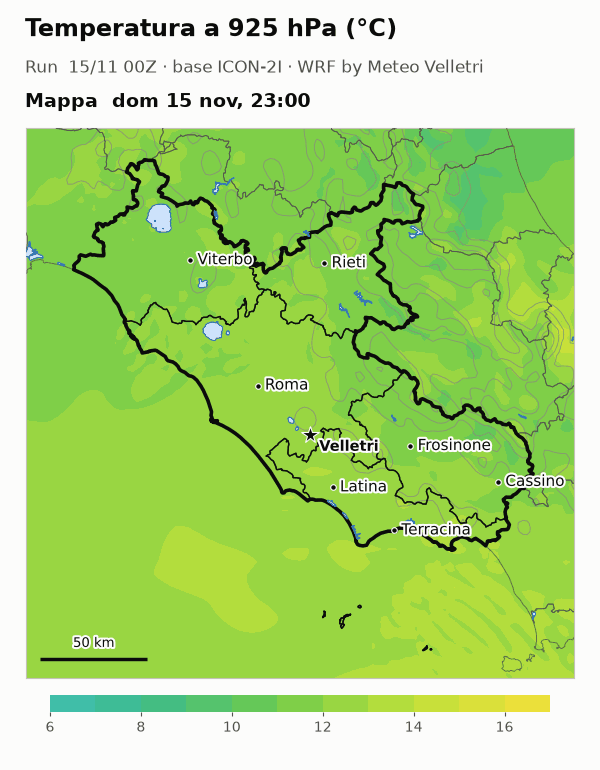 Temperatura a 925 hPa (°C)
Run  15/11 00Z · base ICON-2I · WRF by Meteo Velletri
Mappa  dom 15 nov, 23:00
Viterbo
Rieti
Roma
Velletri
Frosinone
Cassino
Latina
Terracina
50 km
6 8 10 12 14 16